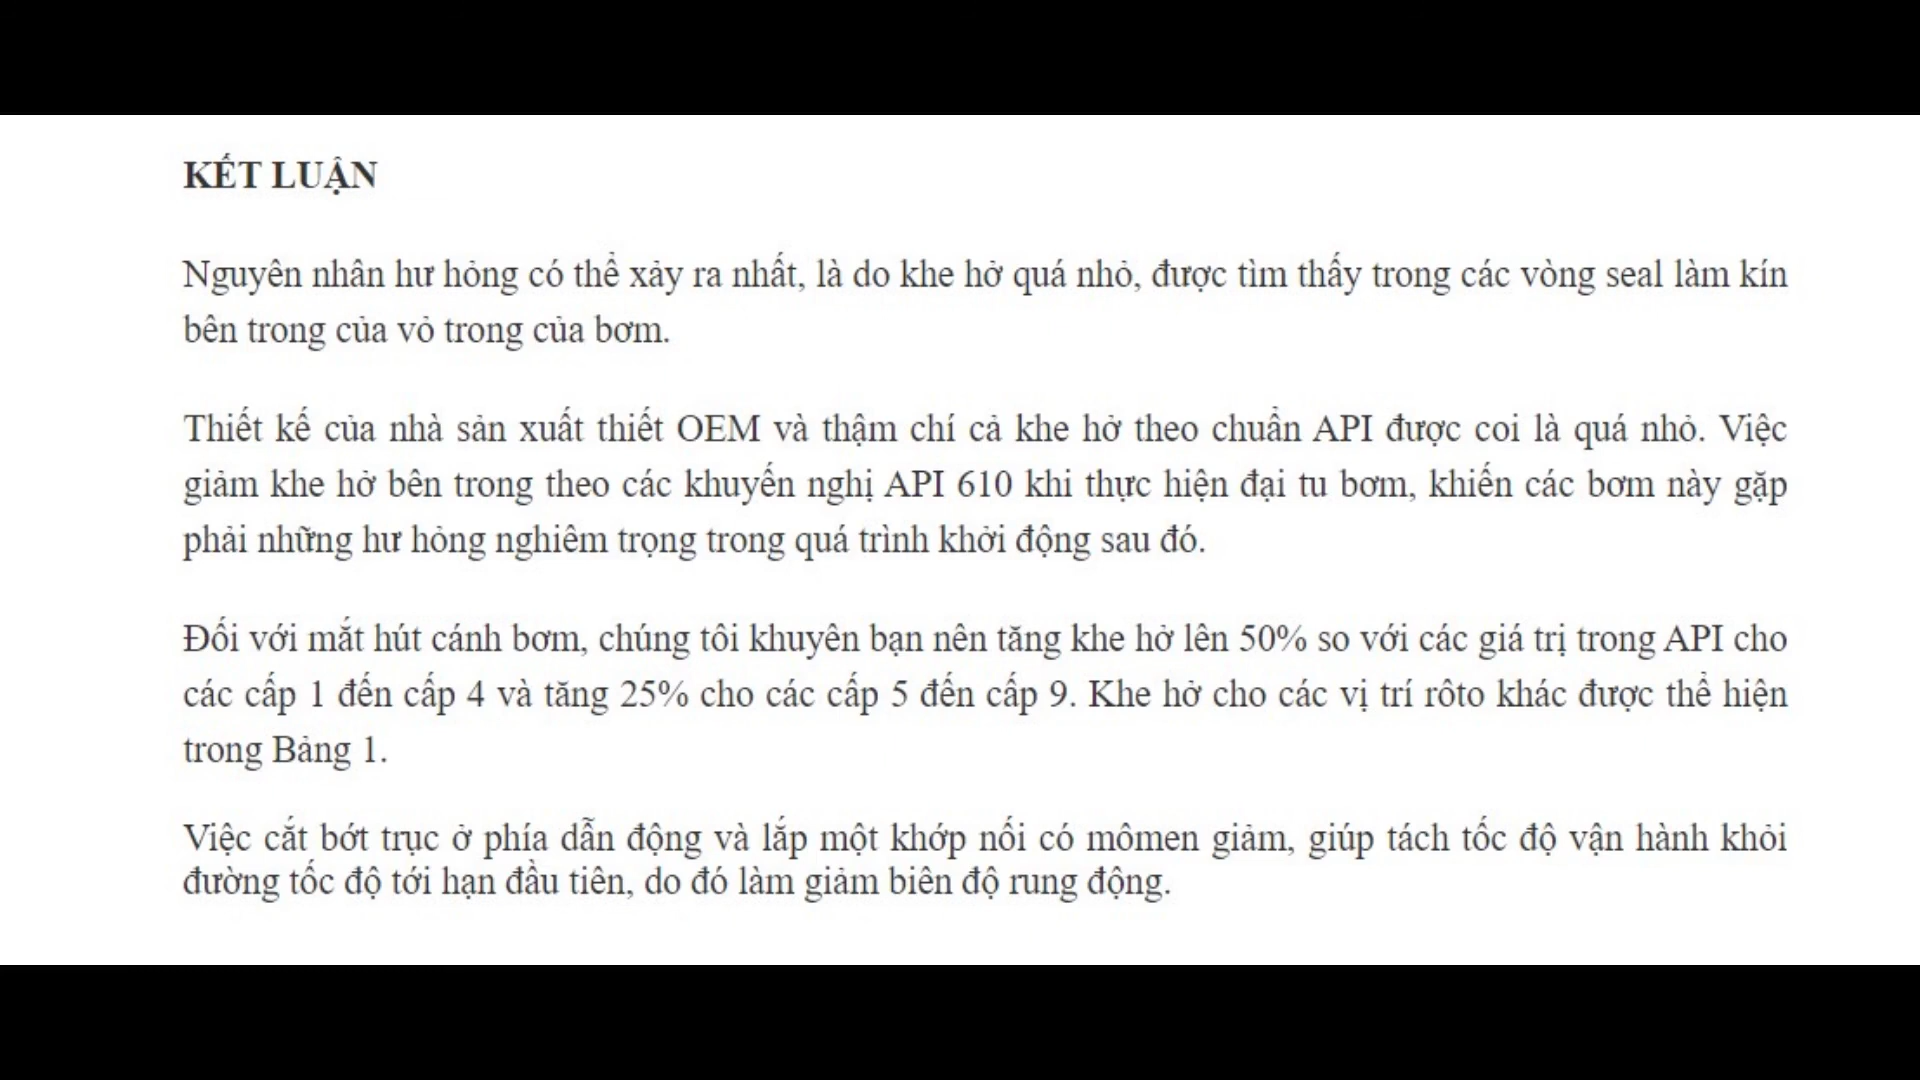 KẾT LUẬN
Nguyên nhân hư hỏng có thể xảy ra nhất, là do khe hở quá nhỏ, được tìm thấy trong các vòng seal làm kín
bên trong của vỏ trong của bơm.
Thiết kế của nhà sản xuất thiết OEM và thậm chí cả khe hở theo chuẩn API được coi là quá nhỏ. Việc
giảm khe hở bên trong theo các khuyến nghị API 610 khi thực hiện đại tu bơm, khiến các bơm này gặp
phải những hư hỏng nghiêm trọng trong quá trình khởi động sau đó.
Đối với mắt hút cánh bơm, chúng tôi khuyên bạn nên tăng khe hở lên 50% so với các giá trị trong API cho
các cấp 1 đến cấp 4 và tăng 25% cho các cấp 5 đến cấp 9. Khe hở cho các vị trí rôto khác được thể hiện
trong Bảng 1.
Việc cắt bớt trục ở phía dẫn động và lắp một khớp nối có mômen giảm, giúp tách tốc độ vận hành khỏi
đường tốc độ tới hạn đầu tiên, do đó làm giảm biên độ rung động.